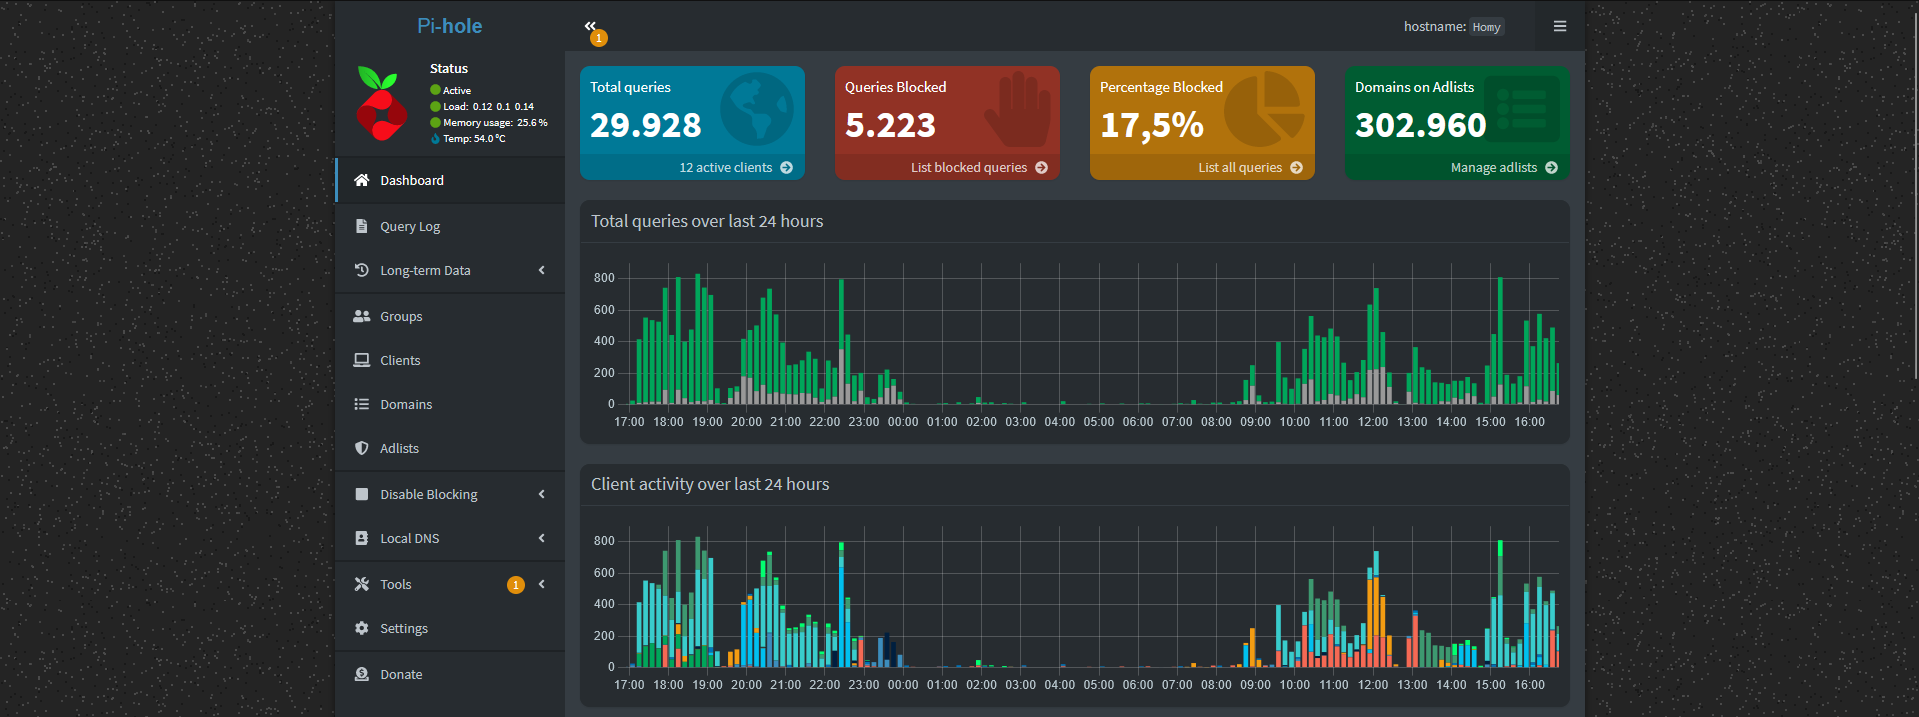 Pi-hole
1
hostname: Homy
Status
Active
Load: 0.12 0.1 0.14
Memory usage: 25.6 %
Temp: 54.0 °C
Dashboard
Query Log
Long-term Data
Groups
Clients
Domains
Adlists
Disable Blocking
Local DNS
Tools 1
Settings
Donate
Total queries
29.928
12 active clients
Queries Blocked
5.223
List blocked queries
Percentage Blocked
17,5%
List all queries
Domains on Adlists
302.960
Manage adlists
Total queries over last 24 hours
800
600
400
200
0
17:00 18:00 19:00 20:00 21:00 22:00 23:00 00:00 01:00 02:00 03:00 04:00 05:00 06:00 07:00 08:00 09:00 10:00 11:00 12:00 13:00 14:00 15:00 16:00
Client activity over last 24 hours
800
600
400
200
0
17:00 18:00 19:00 20:00 21:00 22:00 23:00 00:00 01:00 02:00 03:00 04:00 05:00 06:00 07:00 08:00 09:00 10:00 11:00 12:00 13:00 14:00 15:00 16:00